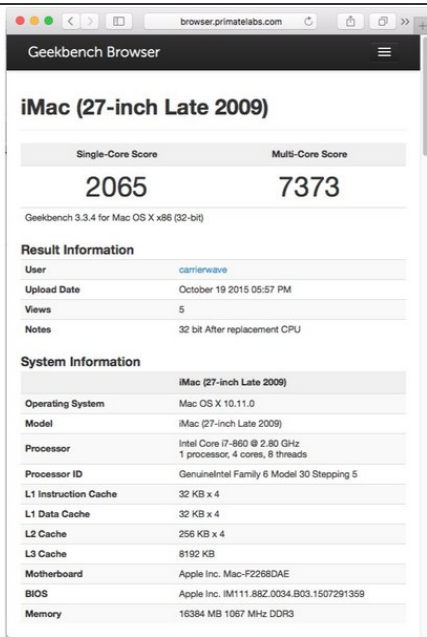 browser.primatelabs.com
Geekbench Browser
iMac (27-inch Late 2009)
Single-Core Score Multi-Core Score
2065 7373
Geekbench 3.3.4 for Mac OS X x86 (32-bit)
Result Information
User carrierwave
Upload Date October 19 2015 05:57 PM
Views 5
Notes 32 bit After replacement CPU
System Information
iMac (27-inch Late 2009)
Operating System Mac OS X 10.11.0
Model iMac (27-inch Late 2009)
Processor Intel Core i7-860 @ 2.80 GHz
1 processor, 4 cores, 8 threads
Processor ID GenuineIntel Family 6 Model 30 Stepping 5
L1 Instruction Cache 32 KB x 4
L1 Data Cache 32 KB x 4
L2 Cache 256 KB x 4
L3 Cache 8192 KB
Motherboard Apple Inc. Mac-F2268DAE
BIOS Apple Inc. IM111.88Z.0034.B03.1507291359
Memory 16384 MB 1067 MHz DDR3